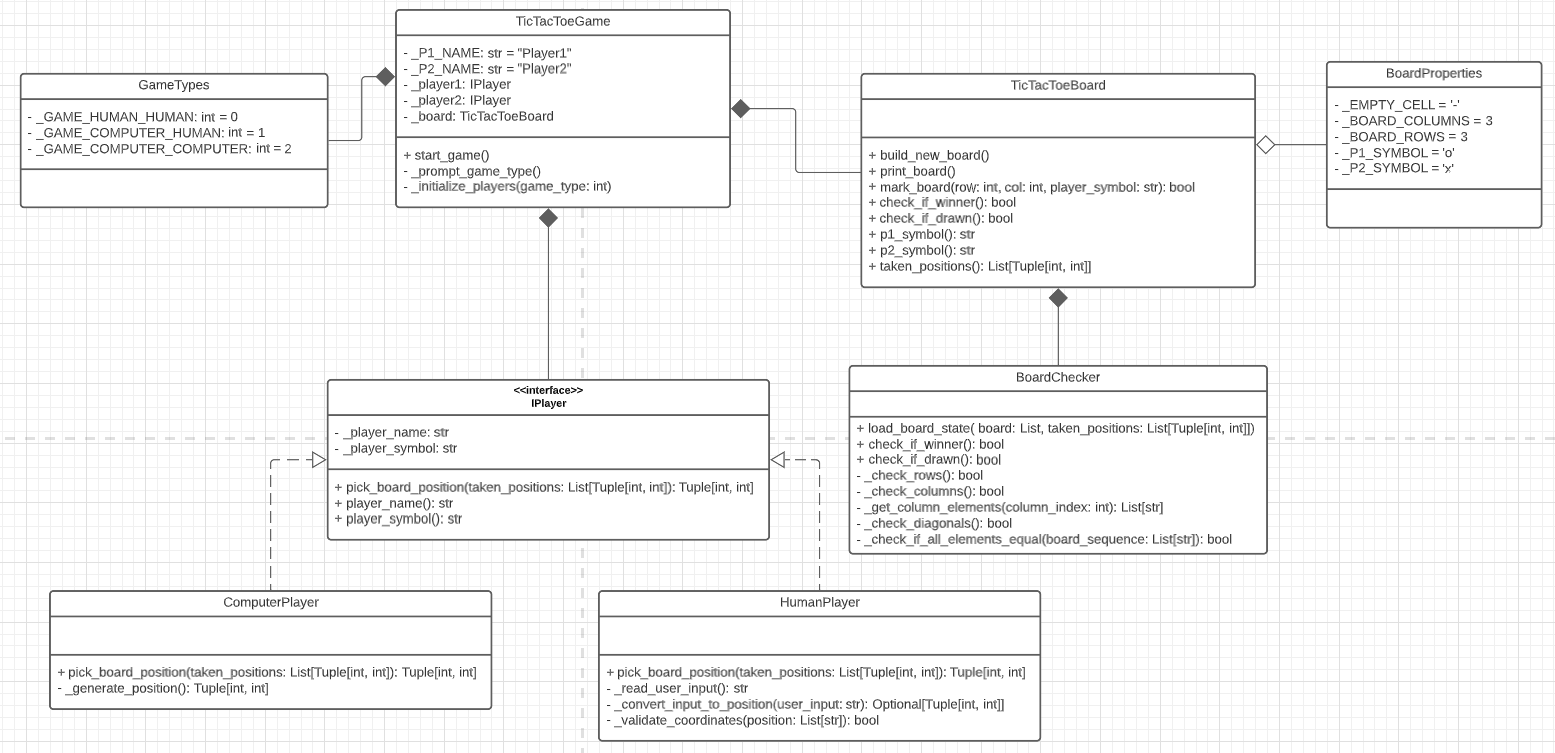 TicTacToeGame
- _P1_NAME: str = "Player1"
- _P2_NAME: str = "Player2"
- _player1: IPlayer
- _player2: IPlayer
- _board: TicTacToeBoard
+ start_game()
- _prompt_game_type()
- _initialize_players(game_type: int)
GameTypes
- _GAME_HUMAN_HUMAN: int = 0
- _GAME_COMPUTER_HUMAN: int = 1
- _GAME_COMPUTER_COMPUTER: int = 2
TicTacToeBoard
+ build_new_board()
+ print_board()
+ mark_board(row: int, col: int, player_symbol: str): bool
+ check_if_winner(): bool
+ check_if_drawn(): bool
+ p1_symbol(): str
+ p2_symbol(): str
+ taken_positions(): List[Tuple[int, int]]
BoardProperties
- _EMPTY_CELL = '-'
- _BOARD_COLUMNS = 3
- _BOARD_ROWS = 3
- _P1_SYMBOL = 'o'
- _P2_SYMBOL = 'x'
<<interface>>
IPlayer
- _player_name: str
- _player_symbol: str
+ pick_board_position(taken_positions: List[Tuple[int, int]): Tuple[int, int]
+ player_name(): str
+ player_symbol(): str
BoardChecker
+ load_board_state( board: List, taken_positions: List[Tuple[int, int]])
+ check_if_winner(): bool
+ check_if_drawn(): bool
- _check_rows(): bool
- _check_columns(): bool
- _get_column_elements(column_index: int): List[str]
- _check_diagonals(): bool
- _check_if_all_elements_equal(board_sequence: List[str]): bool
ComputerPlayer
+ pick_board_position(taken_positions: List[Tuple[int, int]): Tuple[int, int]
- _generate_position(): Tuple[int, int]
HumanPlayer
+ pick_board_position(taken_positions: List[Tuple[int, int]): Tuple[int, int]
- _read_user_input(): str
- _convert_input_to_position(user_input: str): Optional[Tuple[int, int]]
- _validate_coordinates(position: List[str]): bool